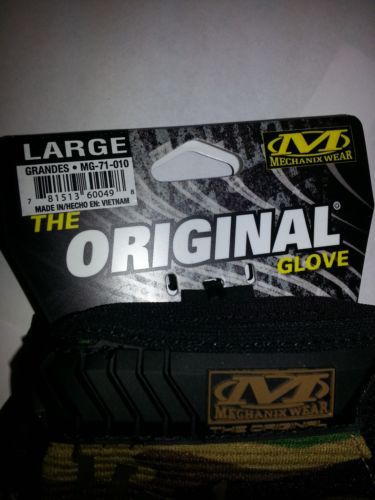 LARGE
GRANDES • MG-71-010
7 81513 60049 8
MADE IN/HECHO EN: VIETNAM
M
MECHANIX WEAR
THE
ORIGINAL®
GLOVE
M
MECHANIX WEAR
THE ORIGINAL